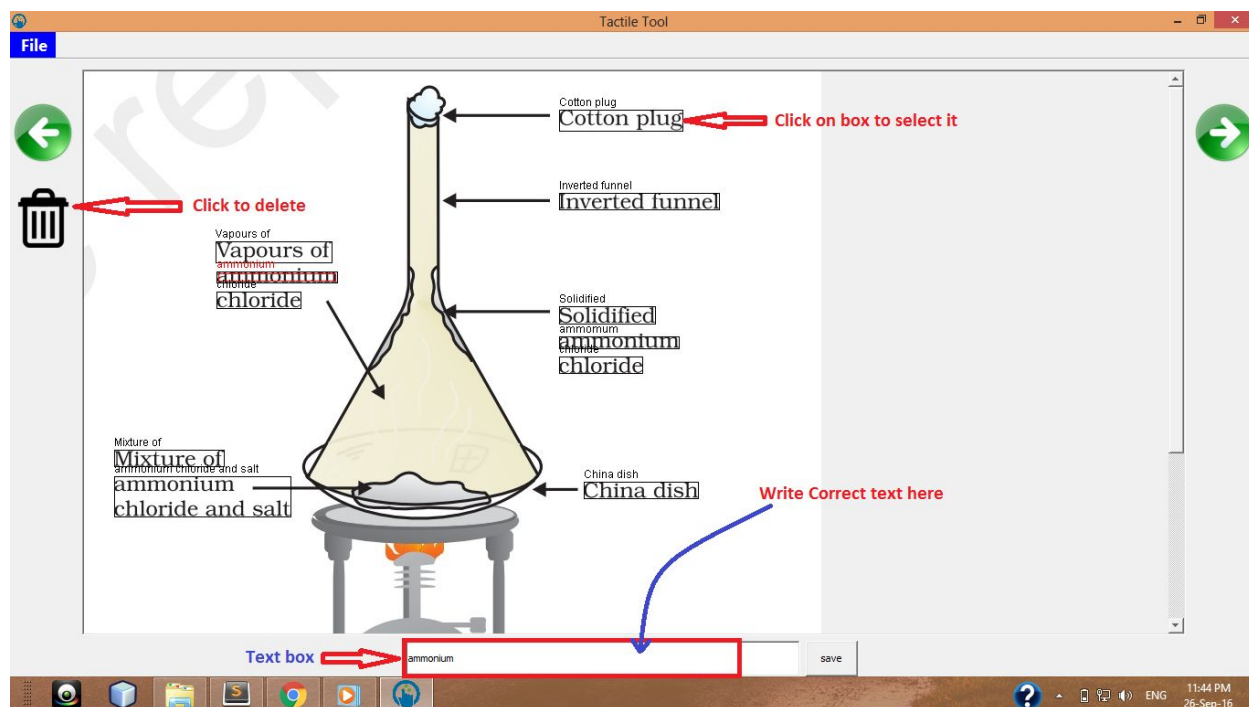 Tactile Tool
File
Cotton plug
Cotton plug
Click on box to select it
Click to delete
Inverted funnel
Inverted funnel
Vapours of
Vapours of
ammonium
ammonium
chloride
chloride
Solidified
Solidified
ammomum
ammonium
chloride
chloride
Mixture of
Mixture of
ammonium chloride and salt
ammonium
chloride and salt
China dish
China dish
Write Correct text here
Text box
ammonium
save
S
ENG
11:44 PM
26-Sep-16